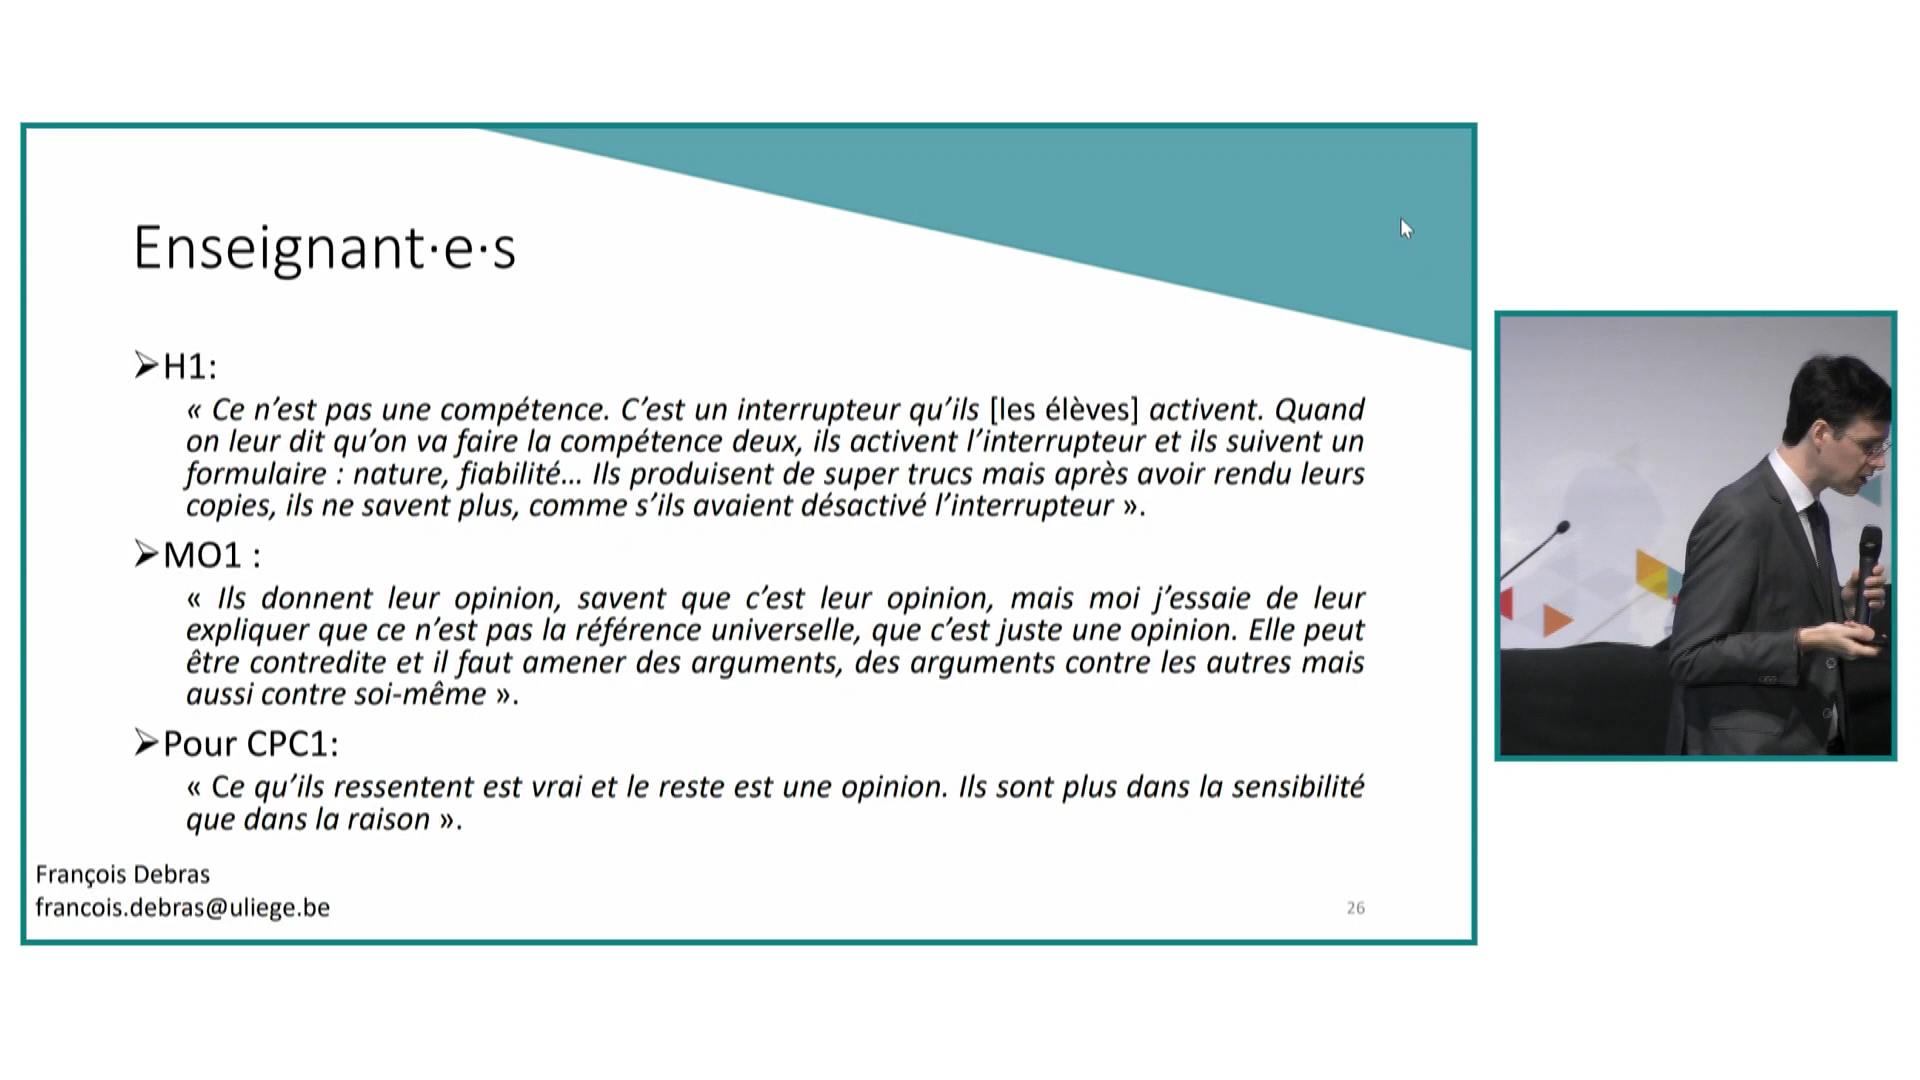 Enseignant·e·s
➢H1:
« Ce n’est pas une compétence. C’est un interrupteur qu’ils [les élèves] activent. Quand
on leur dit qu’on va faire la compétence deux, ils activent l’interrupteur et ils suivent un
formulaire : nature, fiabilité… Ils produisent de super trucs mais après avoir rendu leurs
copies, ils ne savent plus, comme s’ils avaient désactivé l’interrupteur ».
➢MO1 :
« Ils donnent leur opinion, savent que c’est leur opinion, mais moi j’essaie de leur
expliquer que ce n’est pas la référence universelle, que c’est juste une opinion. Elle peut
être contredite et il faut amener des arguments, des arguments contre les autres mais
aussi contre soi-même ».
➢Pour CPC1:
« Ce qu’ils ressentent est vrai et le reste est une opinion. Ils sont plus dans la sensibilité
que dans la raison ».
François Debras
francois.debras@uliege.be
26